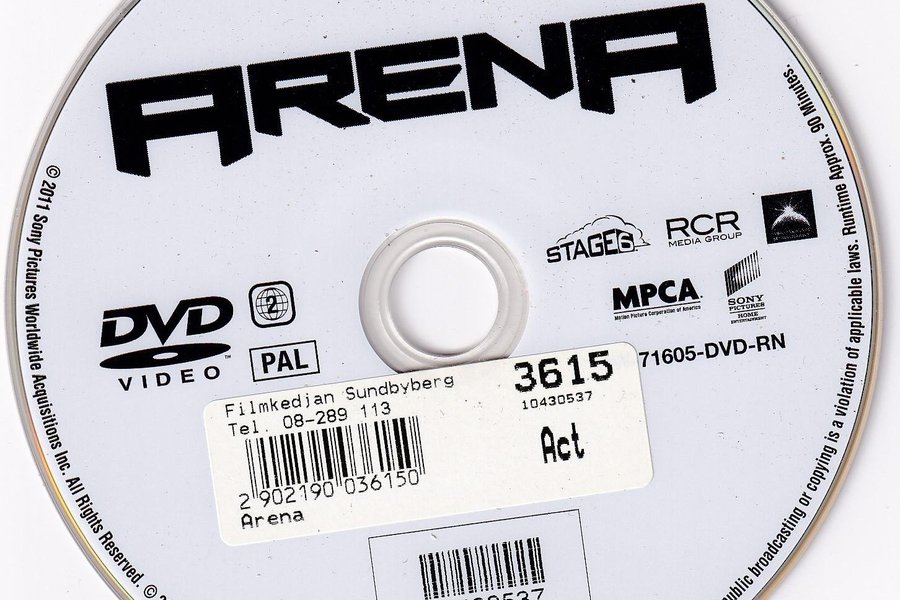 ARENA
© 2011 Sony Pictures Worldwide Acquisitions Inc. All Rights Reserved. ©
public broadcasting or copying is a violation of applicable laws. Runtime Approx. 90 Minutes.
STAGE6
RCR
MEDIA GROUP
MPCA
Motion Picture Corporation of America
SONY
PICTURES
HOME
ENTERTAINMENT
DVD
VIDEO
™
2
PAL
71605-DVD-RN
Filmkedjan Sundbyberg
Tel. 08-289 113
2 902190 036150
Arena
3615
10430537
Act